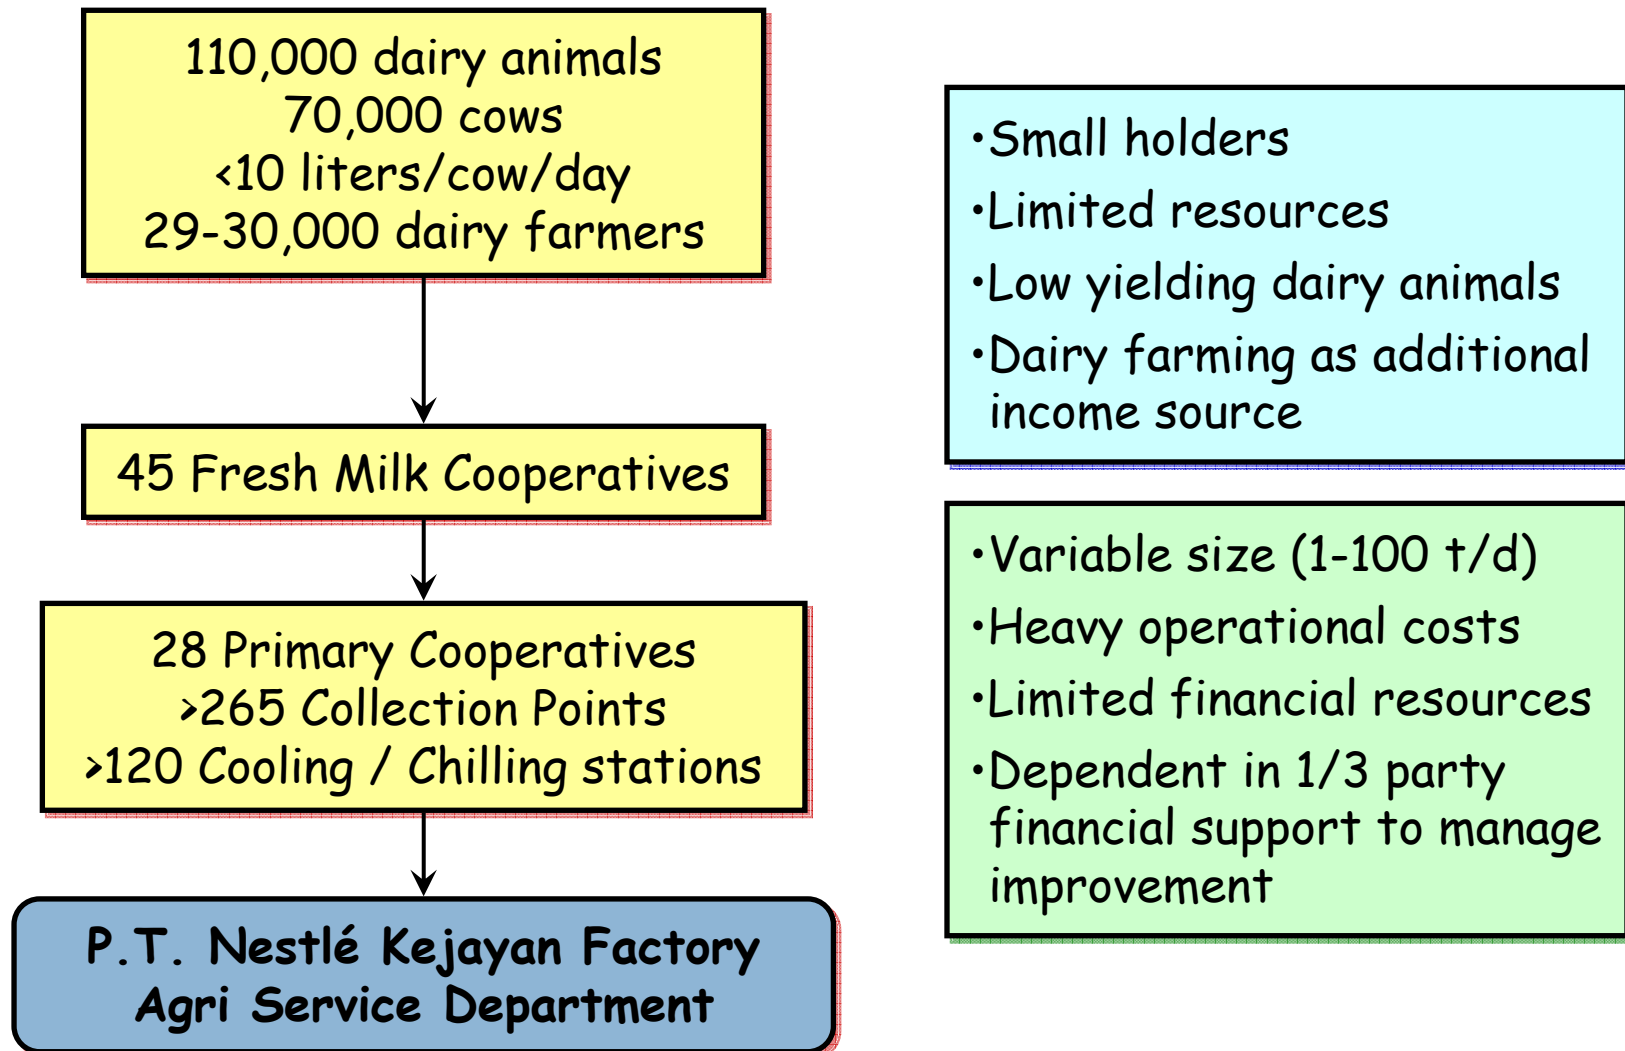 110,000 dairy animals
70,000 cows
<10 liters/cow/day
29-30,000 dairy farmers
45 Fresh Milk Cooperatives
28 Primary Cooperatives
>265 Collection Points
>120 Cooling / Chilling stations
P.T. Nestlé Kejayan Factory
Agri Service Department
•Small holders
•Limited resources
•Low yielding dairy animals
•Dairy farming as additional
income source
•Variable size (1-100 t/d)
•Heavy operational costs
•Limited financial resources
•Dependent in 1/3 party
financial support to manage
improvement